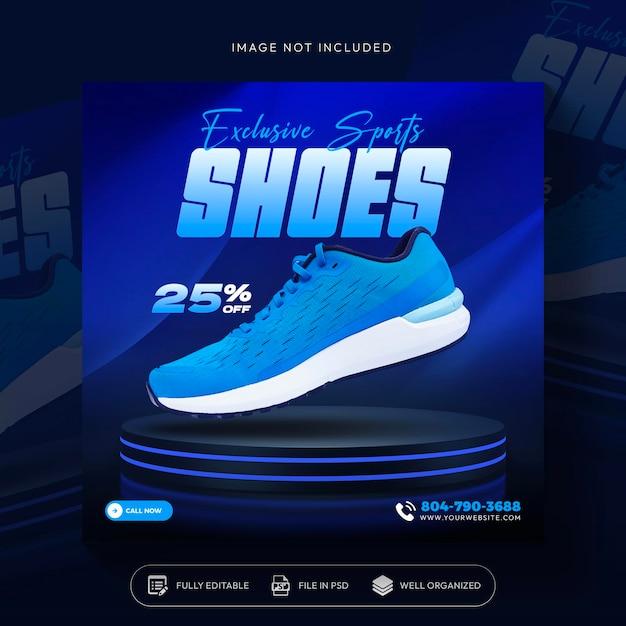 IMAGE NOT INCLUDED
Exclusive Sports
SHOES
25%
OFF
CALL NOW
804-790-3688
WWW.YOURWEBSITE.COM
FULLY EDITABLE
PSD
FILE IN PSD
WELL ORGANIZED